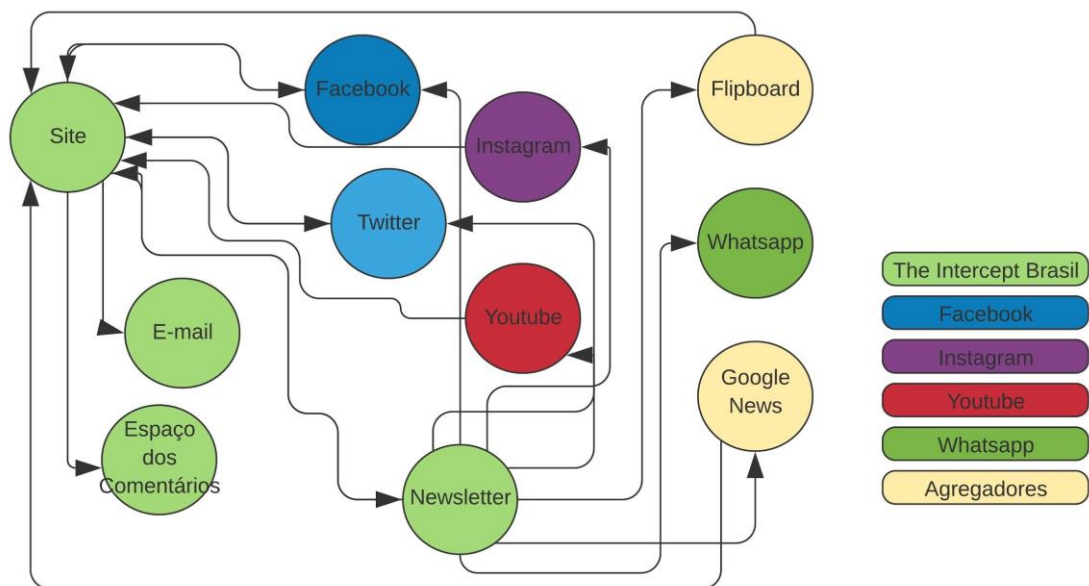 Site
Facebook
Flipboard
Instagram
Twitter
Whatsapp
E-mail
Youtube
Google
News
Espaço
dos
Comentários
Newsletter
The Intercept Brasil
Facebook
Instagram
Youtube
Whatsapp
Agregadores